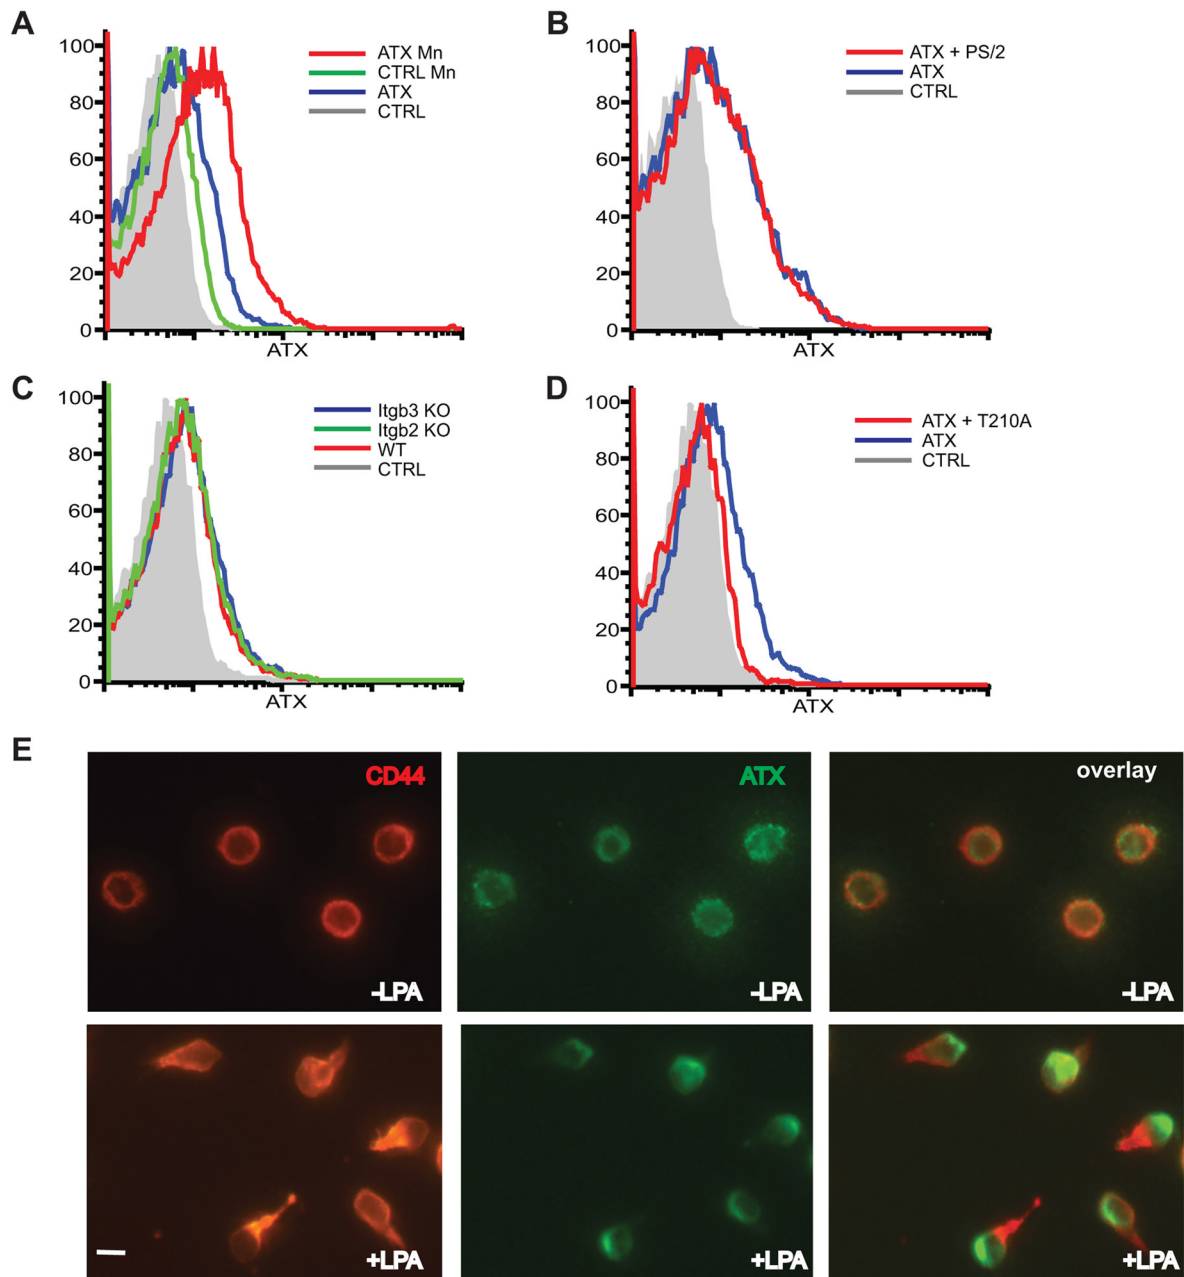 A
100
80
60
40
20
0
ATX
ATX Mn
CTRL Mn
ATX
CTRL
B
100
80
60
40
20
0
ATX
ATX + PS/2
ATX
CTRL
C
100
80
60
40
20
0
ATX
Itgb3 KO
Itgb2 KO
WT
CTRL
D
100
80
60
40
20
0
ATX
ATX + T210A
ATX
CTRL
E
CD44
-LPA
ATX
-LPA
overlay
-LPA
+LPA
+LPA
+LPA